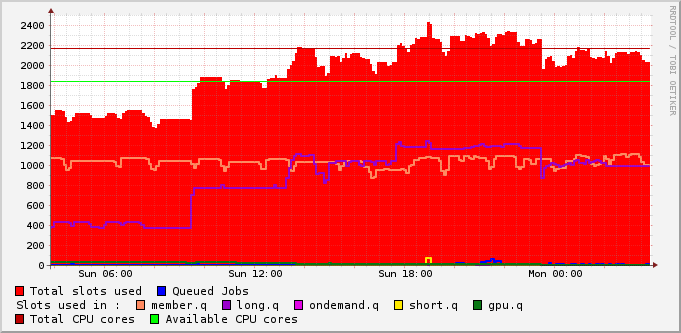 RRDTOOL / TOBI OETIKER
2400
2200
2000
1800
1600
1400
1200
1000
800
600
400
200
0
Sun 06:00 Sun 12:00 Sun 18:00 Mon 00:00
Total slots used Queued Jobs
Slots used in : member.q long.q ondemand.q short.q gpu.q
Total CPU cores Available CPU cores